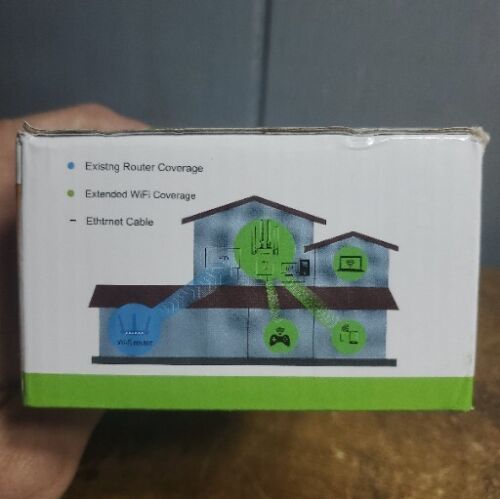 Existng Router Coverage
Extended WiFi Coverage
Ethtrnet Cable